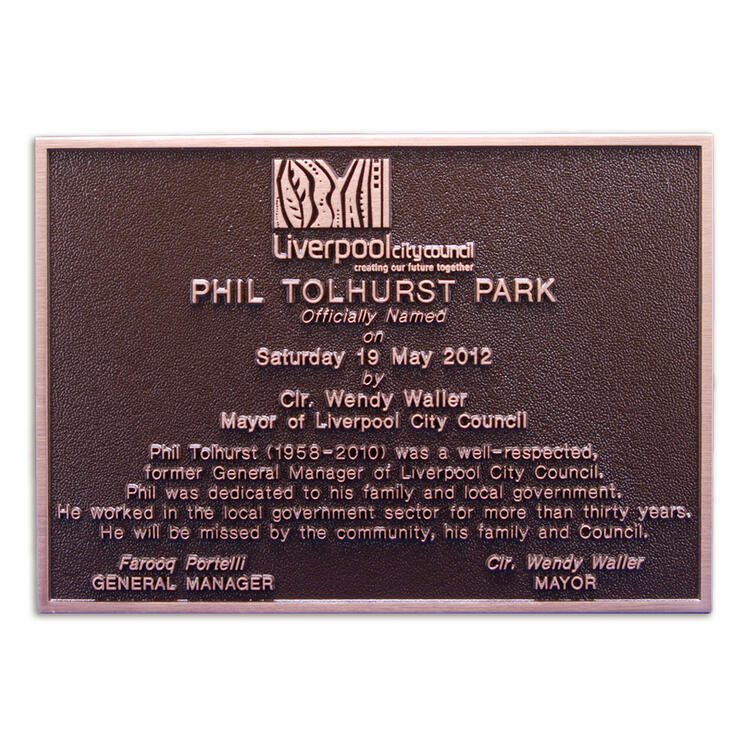 Liverpool city council
creating our future together
PHIL TOLHURST PARK
Officially Named
on
Saturday 19 May 2012
by
Clr. Wendy Waller
Mayor of Liverpool City Council
Phil Tolhurst (1958-2010) was a well-respected,
former General Manager of Liverpool City Council.
Phil was dedicated to his family and local government.
He worked in the local government sector for more than thirty years.
He will be missed by the community, his family and Council.
Farooq Portelli Clr. Wendy Waller
GENERAL MANAGER MAYOR